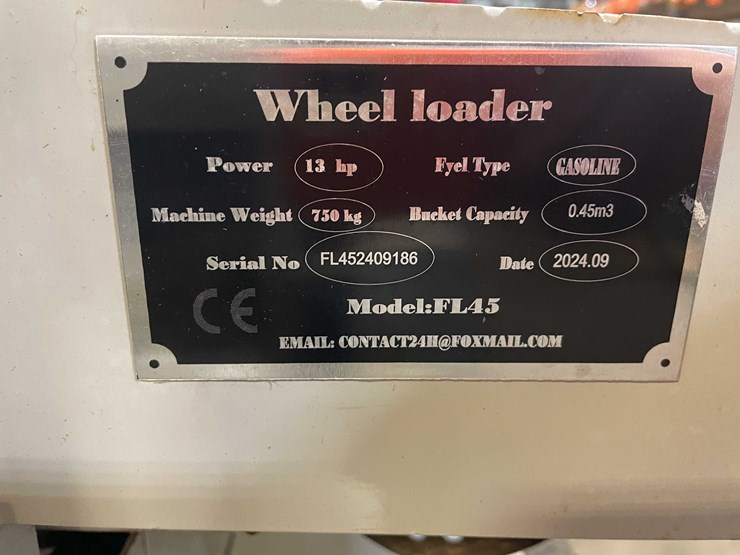 Wheel loader
Power 13 hp Fyel Type GASOLINE
Machine Weight 750 kg Bucket Capacity 0.45m3
Serial No FL452409186 Date 2024.09
CE Model:FL45
EMAIL: CONTACT24H@FOXMAIL.COM